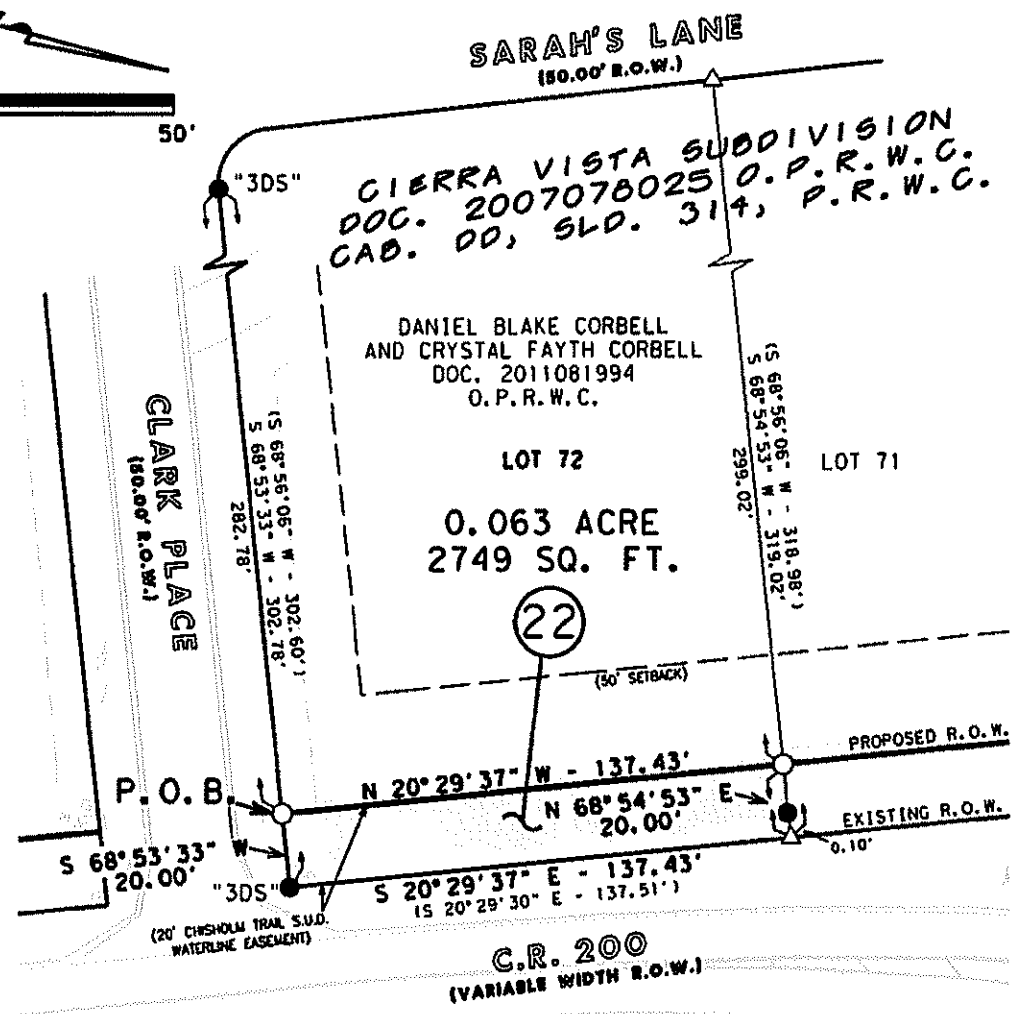 SARAH'S LANE
(50.00' R.O.W.)
50'
"3DS"
CIERRA VISTA SUBDIVISION
DOC. 2007078025 O.P.R.W.C.
CAB. DD, SLD. 314, P.R.W.C.
DANIEL BLAKE CORBELL
AND CRYSTAL FAYTH CORBELL
DOC. 2011081994
O.P.R.W.C.
CLARK PLACE
(50.00' R.O.W.)
(S 68°56'06" W - 302.60')
S 68°53'33" W - 302.78'
282.78'
LOT 72
0.063 ACRE
2749 SQ. FT.
22
(S 68°56'06" W - 318.98')
S 68°54'53" W - 319.02'
299.02'
LOT 71
(50' SETBACK)
PROPOSED R.O.W.
P.O.B.
N 20°29'37" W - 137.43'
N 68°54'53" E
20.00'
EXISTING R.O.W.
0.10'
S 68°53'33" W
20.00'
"3DS"
S 20°29'37" E - 137.43'
(S 20°29'30" E - 137.51')
(20' CHISHOLM TRAIL S.U.D.
WATERLINE EASEMENT)
C.R. 200
(VARIABLE WIDTH R.O.W.)